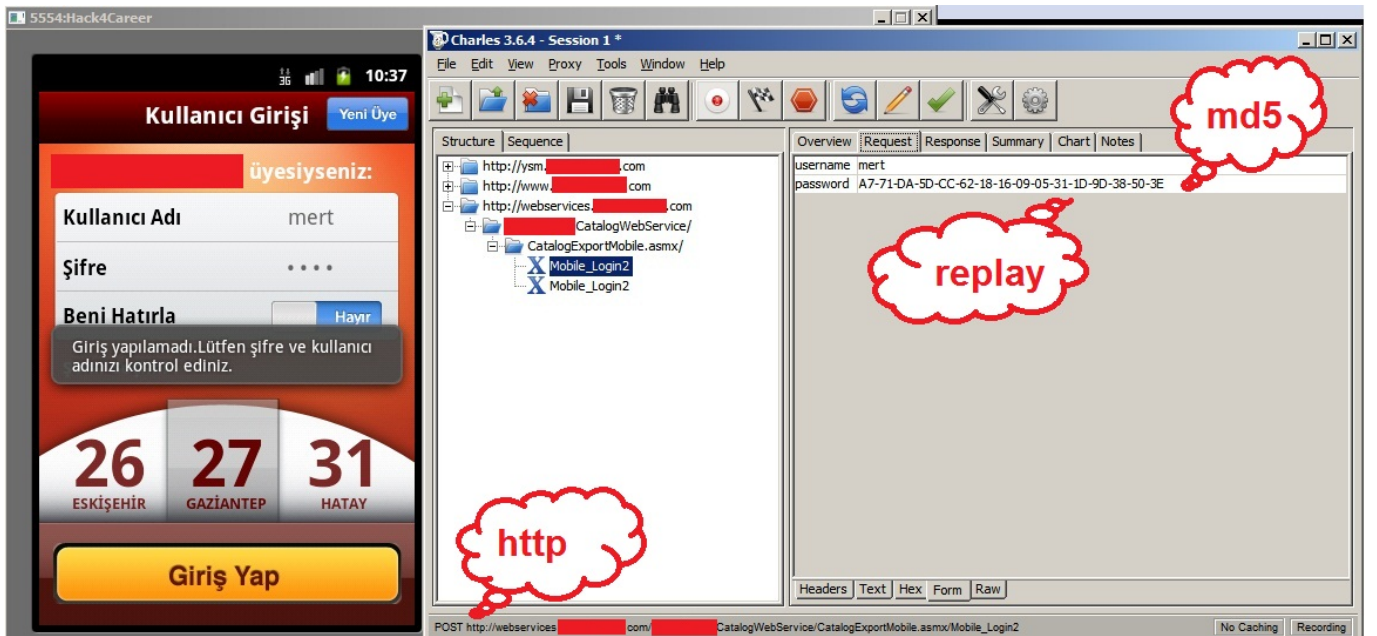 5554:Hack4Career
3G
10:37
Kullanıcı Girişi
Yeni Üye
üyesiyseniz:
Kullanıcı Adı mert
Şifre ····
Beni Hatırla Hayır
Giriş yapılamadı.Lütfen şifre ve kullanıcı
adınızı kontrol ediniz.
26 27 31
ESKİŞEHİR GAZİANTEP HATAY
Giriş Yap
Charles 3.6.4 - Session 1 *
File Edit View Proxy Tools Window Help
Structure Sequence
http://ysm. .com
http://www. com
http://webservices. .com
CatalogWebService/
CatalogExportMobile.asmx/
Mobile_Login2
Mobile_Login2
http
Overview Request Response Summary Chart Notes
username mert
password A7-71-DA-5D-CC-62-18-16-09-05-31-1D-9D-38-50-3E
md5
replay
Headers Text Hex Form Raw
POST http://webservices com/ CatalogWebService/CatalogExportMobile.asmx/Mobile_Login2
No Caching Recording